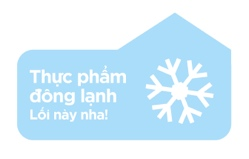 Thực phẩm
đông lạnh
Lối này nha!